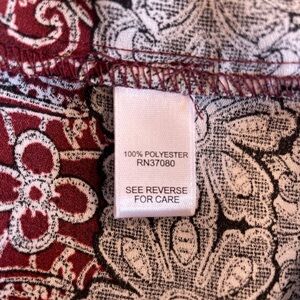 100% POLYESTER
RN37080
SEE REVERSE
FOR CARE